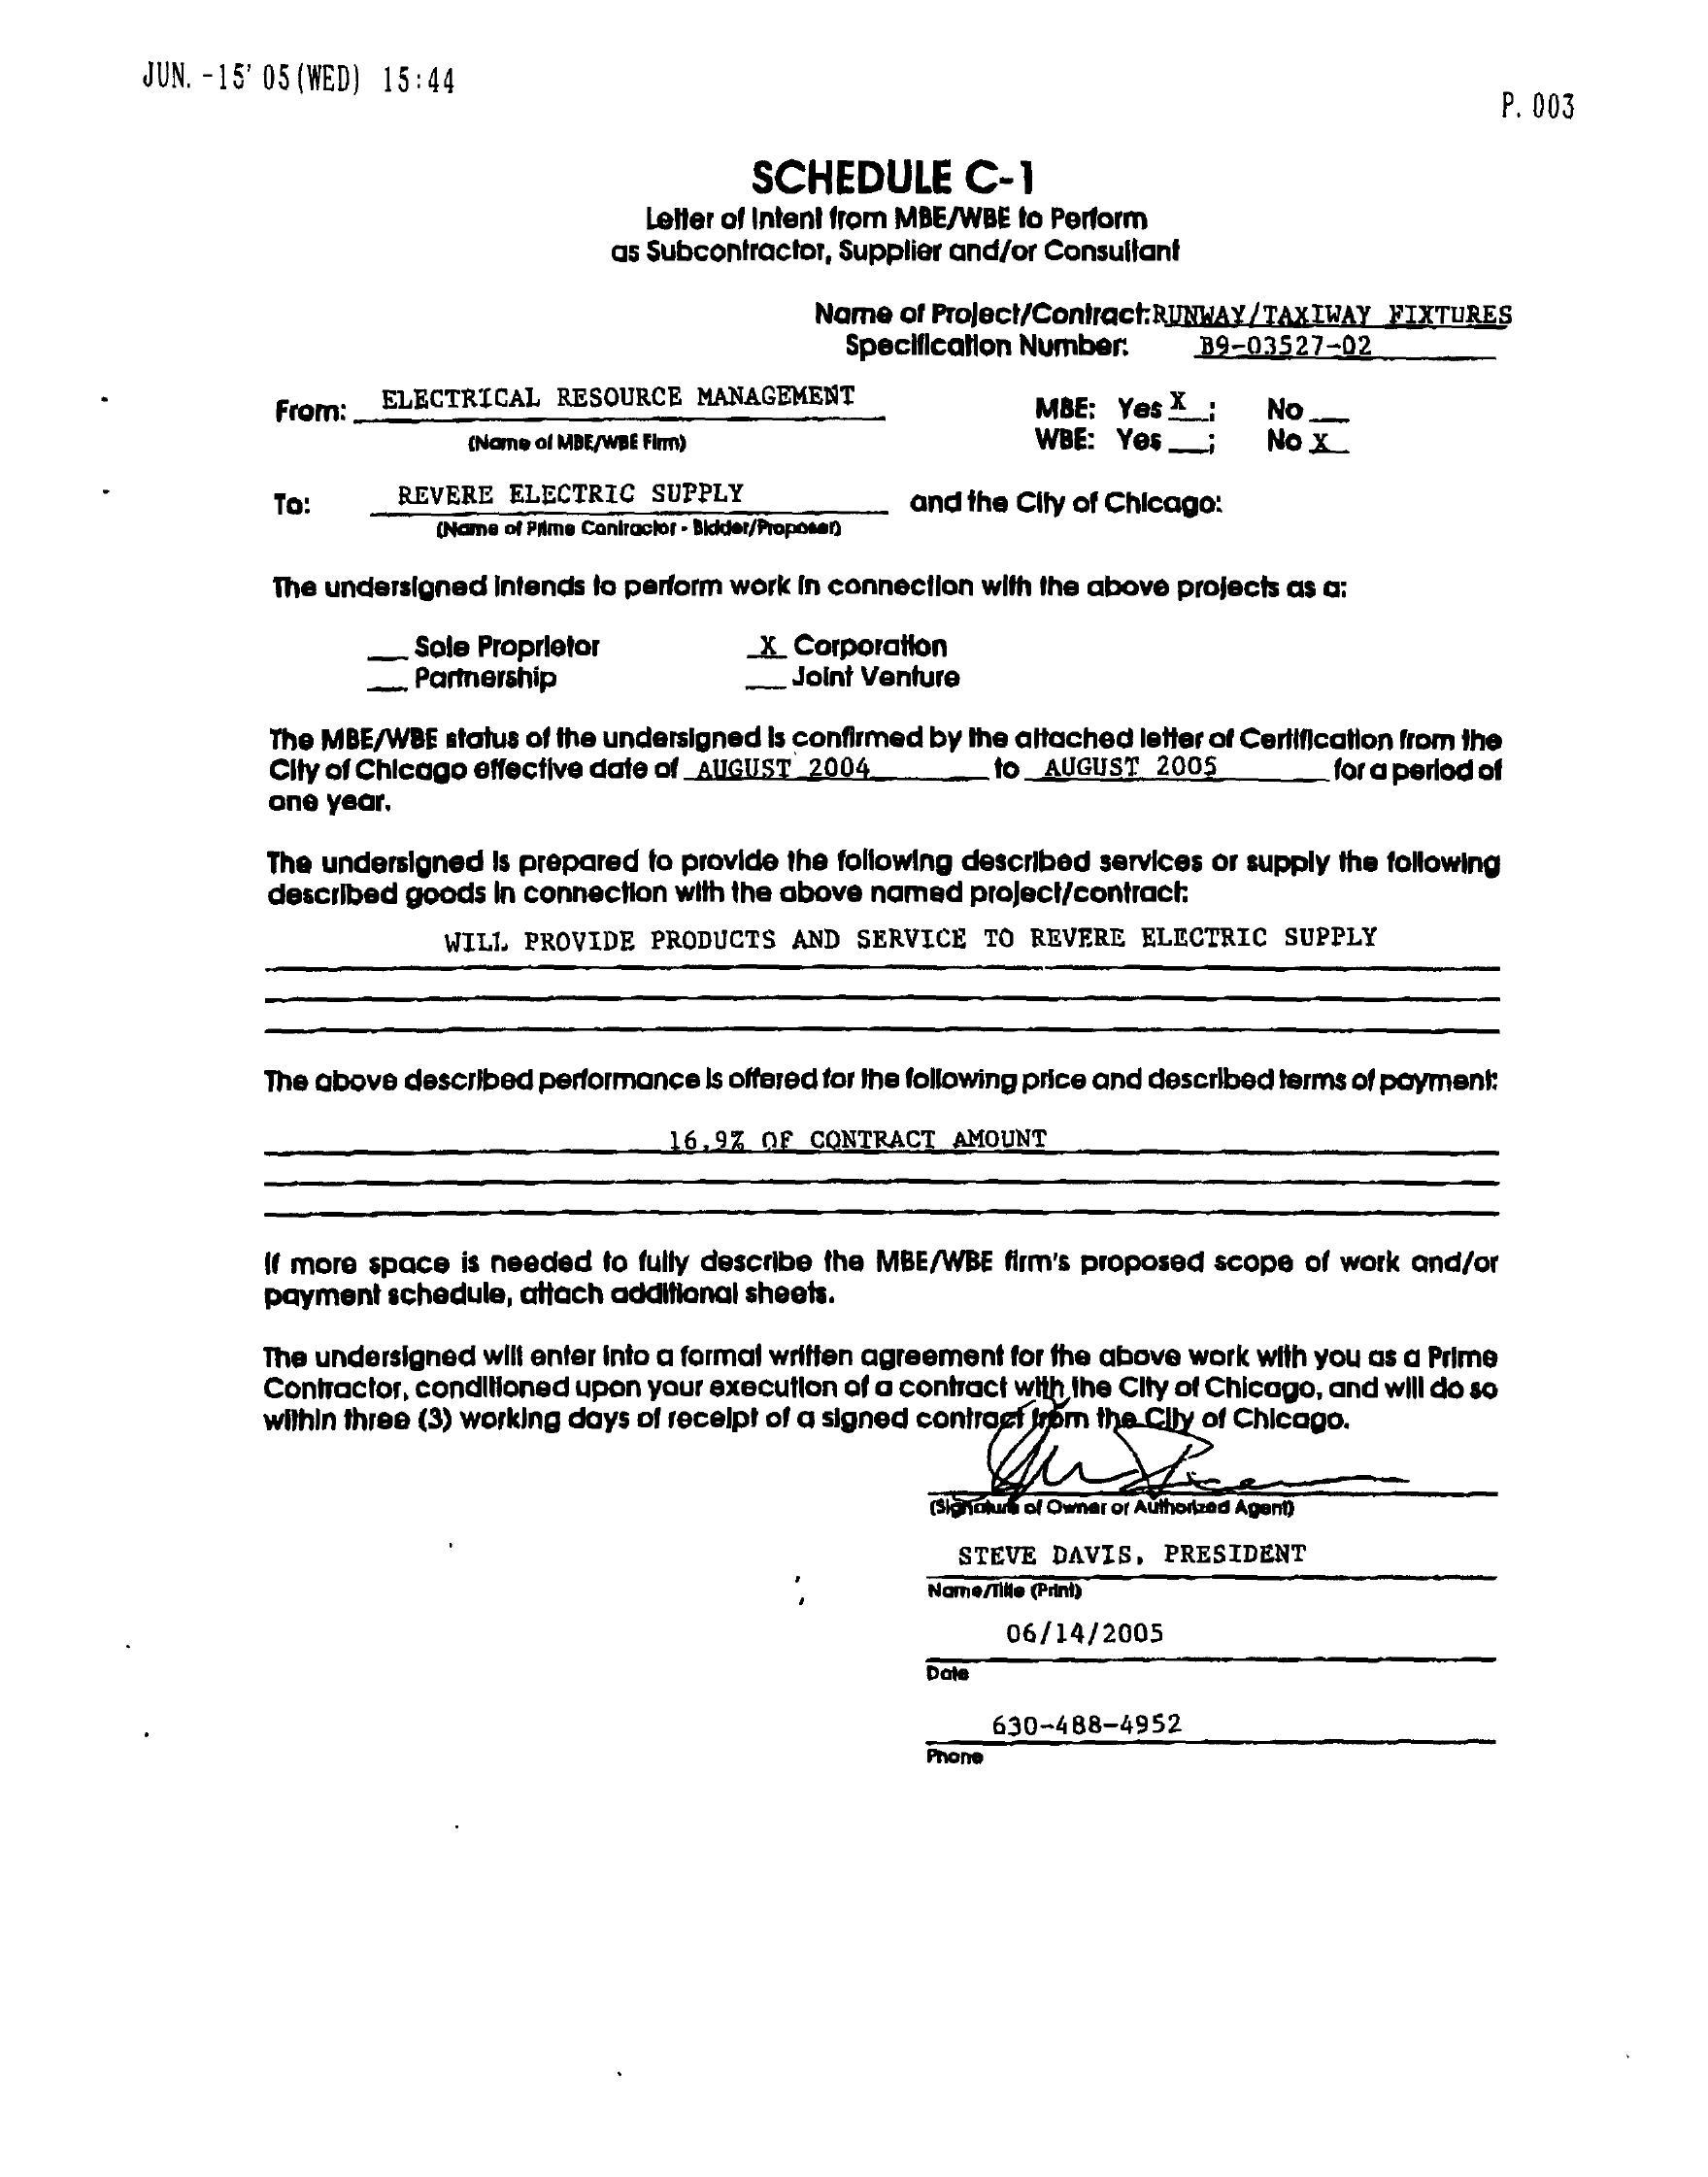 JUN. -15' 05 (WED) 15:44
P. 003
SCHEDULE C-1
Letter of Intent from MBE/WBE to Perform
as Subcontractor, Supplier and/or Consultant
Name of Project/Contract: RUNWAY/TAXIWAY FIXTURES
Specification Number: B9-03527-02
From: ELECTRICAL RESOURCE MANAGEMENT MBE: Yes X ; No __
(Name of MBE/WBE Firm) WBE: Yes __; No X
To: REVERE ELECTRIC SUPPLY and the City of Chicago:
(Name of Prime Contractor - Bidder/Proposer)
The undersigned intends to perform work in connection with the above projects as a:
__ Sole Proprietor X Corporation
__ Partnership __ Joint Venture
The MBE/WBE status of the undersigned is confirmed by the attached letter of Certification from the
City of Chicago effective date of AUGUST 2004 to AUGUST 2005 for a period of
one year.
The undersigned is prepared to provide the following described services or supply the following
described goods in connection with the above named project/contract:
WILL PROVIDE PRODUCTS AND SERVICE TO REVERE ELECTRIC SUPPLY
The above described performance is offered for the following price and described terms of payment:
16.9% OF CONTRACT AMOUNT
If more space is needed to fully describe the MBE/WBE firm's proposed scope of work and/or
payment schedule, attach additional sheets.
The undersigned will enter into a formal written agreement for the above work with you as a Prime
Contractor, conditioned upon your execution of a contract with the City of Chicago, and will do so
within three (3) working days of receipt of a signed contract from the City of Chicago.
(Signature of Owner or Authorized Agent)
STEVE DAVIS, PRESIDENT
Name/Title (Print)
06/14/2005
Date
630-488-4952
Phone